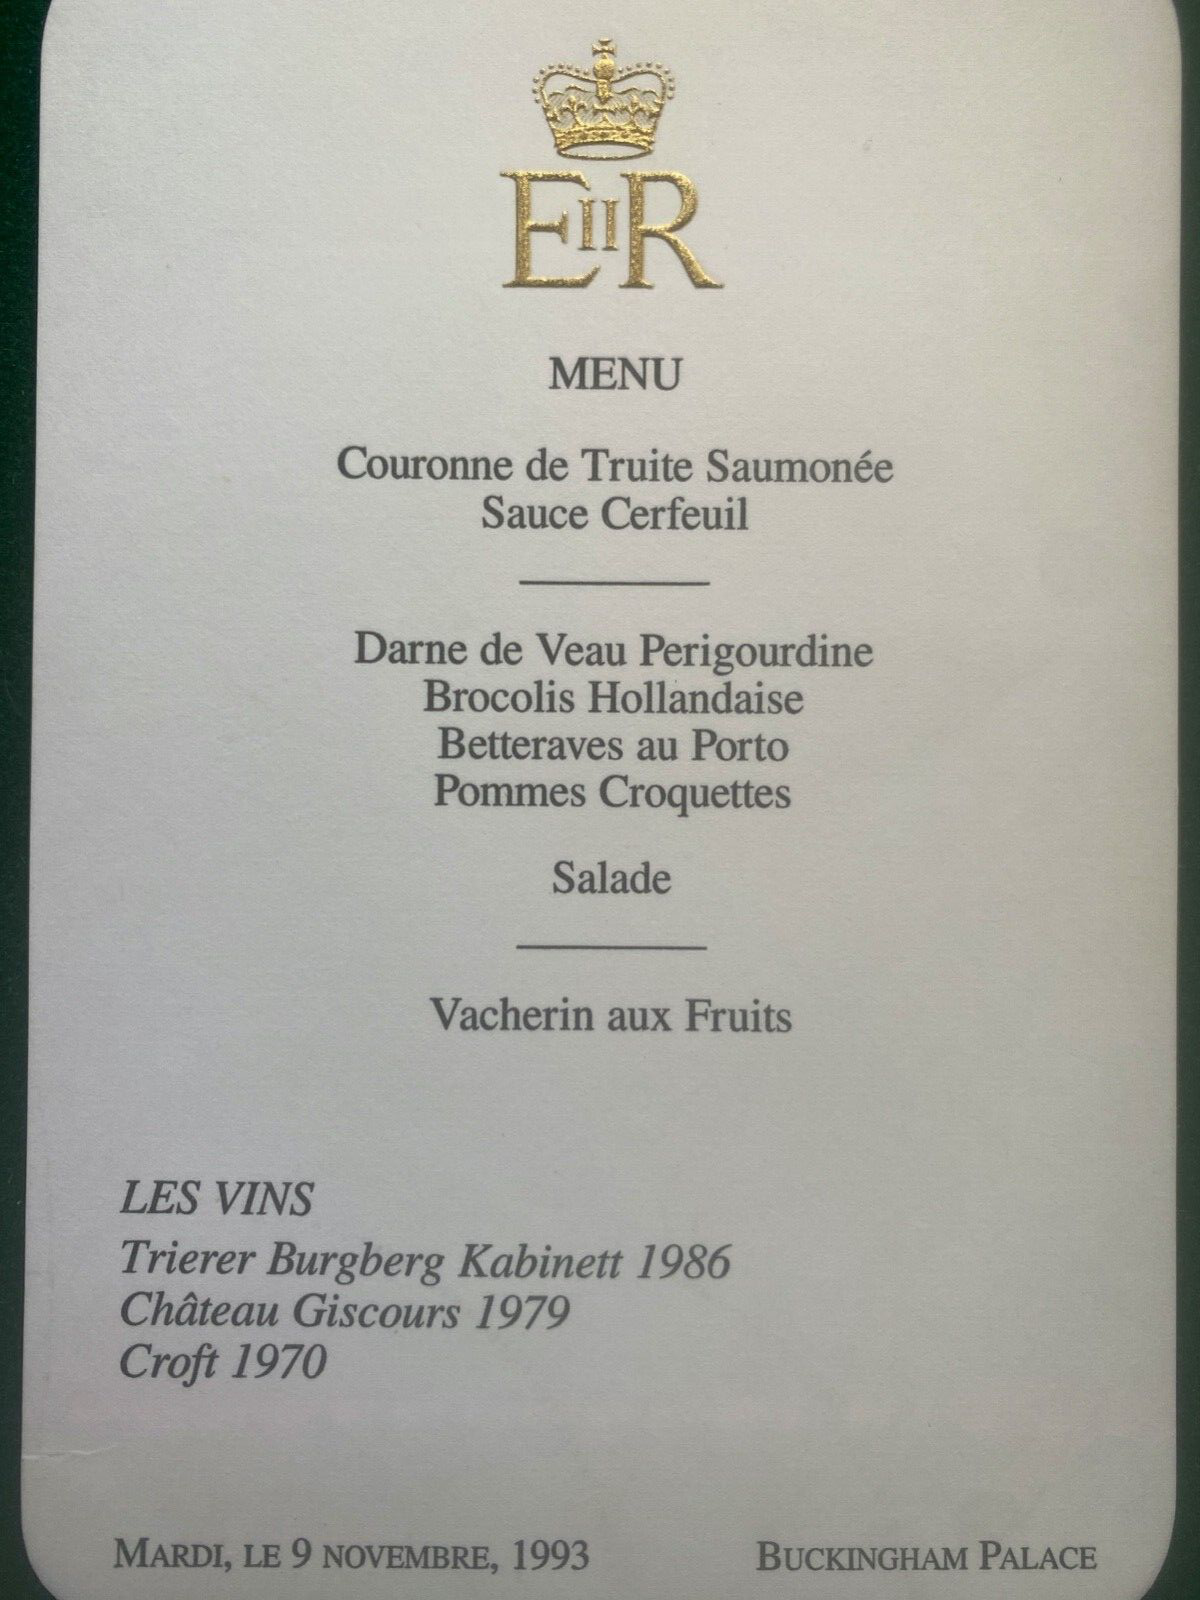 EIIR
MENU
Couronne de Truite Saumonée
Sauce Cerfeuil
Darne de Veau Perigourdine
Brocolis Hollandaise
Betteraves au Porto
Pommes Croquettes
Salade
Vacherin aux Fruits
LES VINS
Trierer Burgberg Kabinett 1986
Château Giscours 1979
Croft 1970
MARDI, LE 9 NOVEMBRE, 1993 BUCKINGHAM PALACE